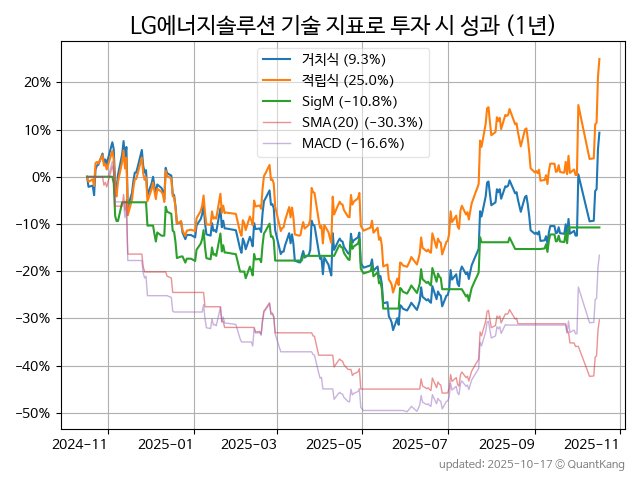 LG에너지솔루션 기술 지표로 투자 시 성과 (1년)
거치식 (9.3%)
적립식 (25.0%)
SigM (−10.8%)
SMA(20) (−30.3%)
MACD (−16.6%)
20%
10%
0%
−10%
−20%
−30%
−40%
−50%
2024-11
2025-01
2025-03
2025-05
2025-07
2025-09
2025-11
updated: 2025-10-17 © QuantKang